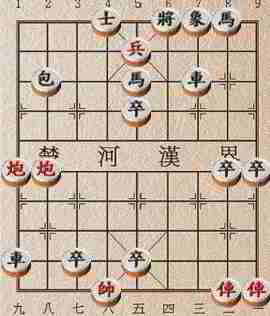 1 2 3 4 5 6 7 8 9
士 將 象 馬
兵
包 馬 車
卒
楚 河 漢 界
炮 炮 卒 卒
車 卒 卒
帥 俥 俥
九 八 七 六 五 四 三 二 一